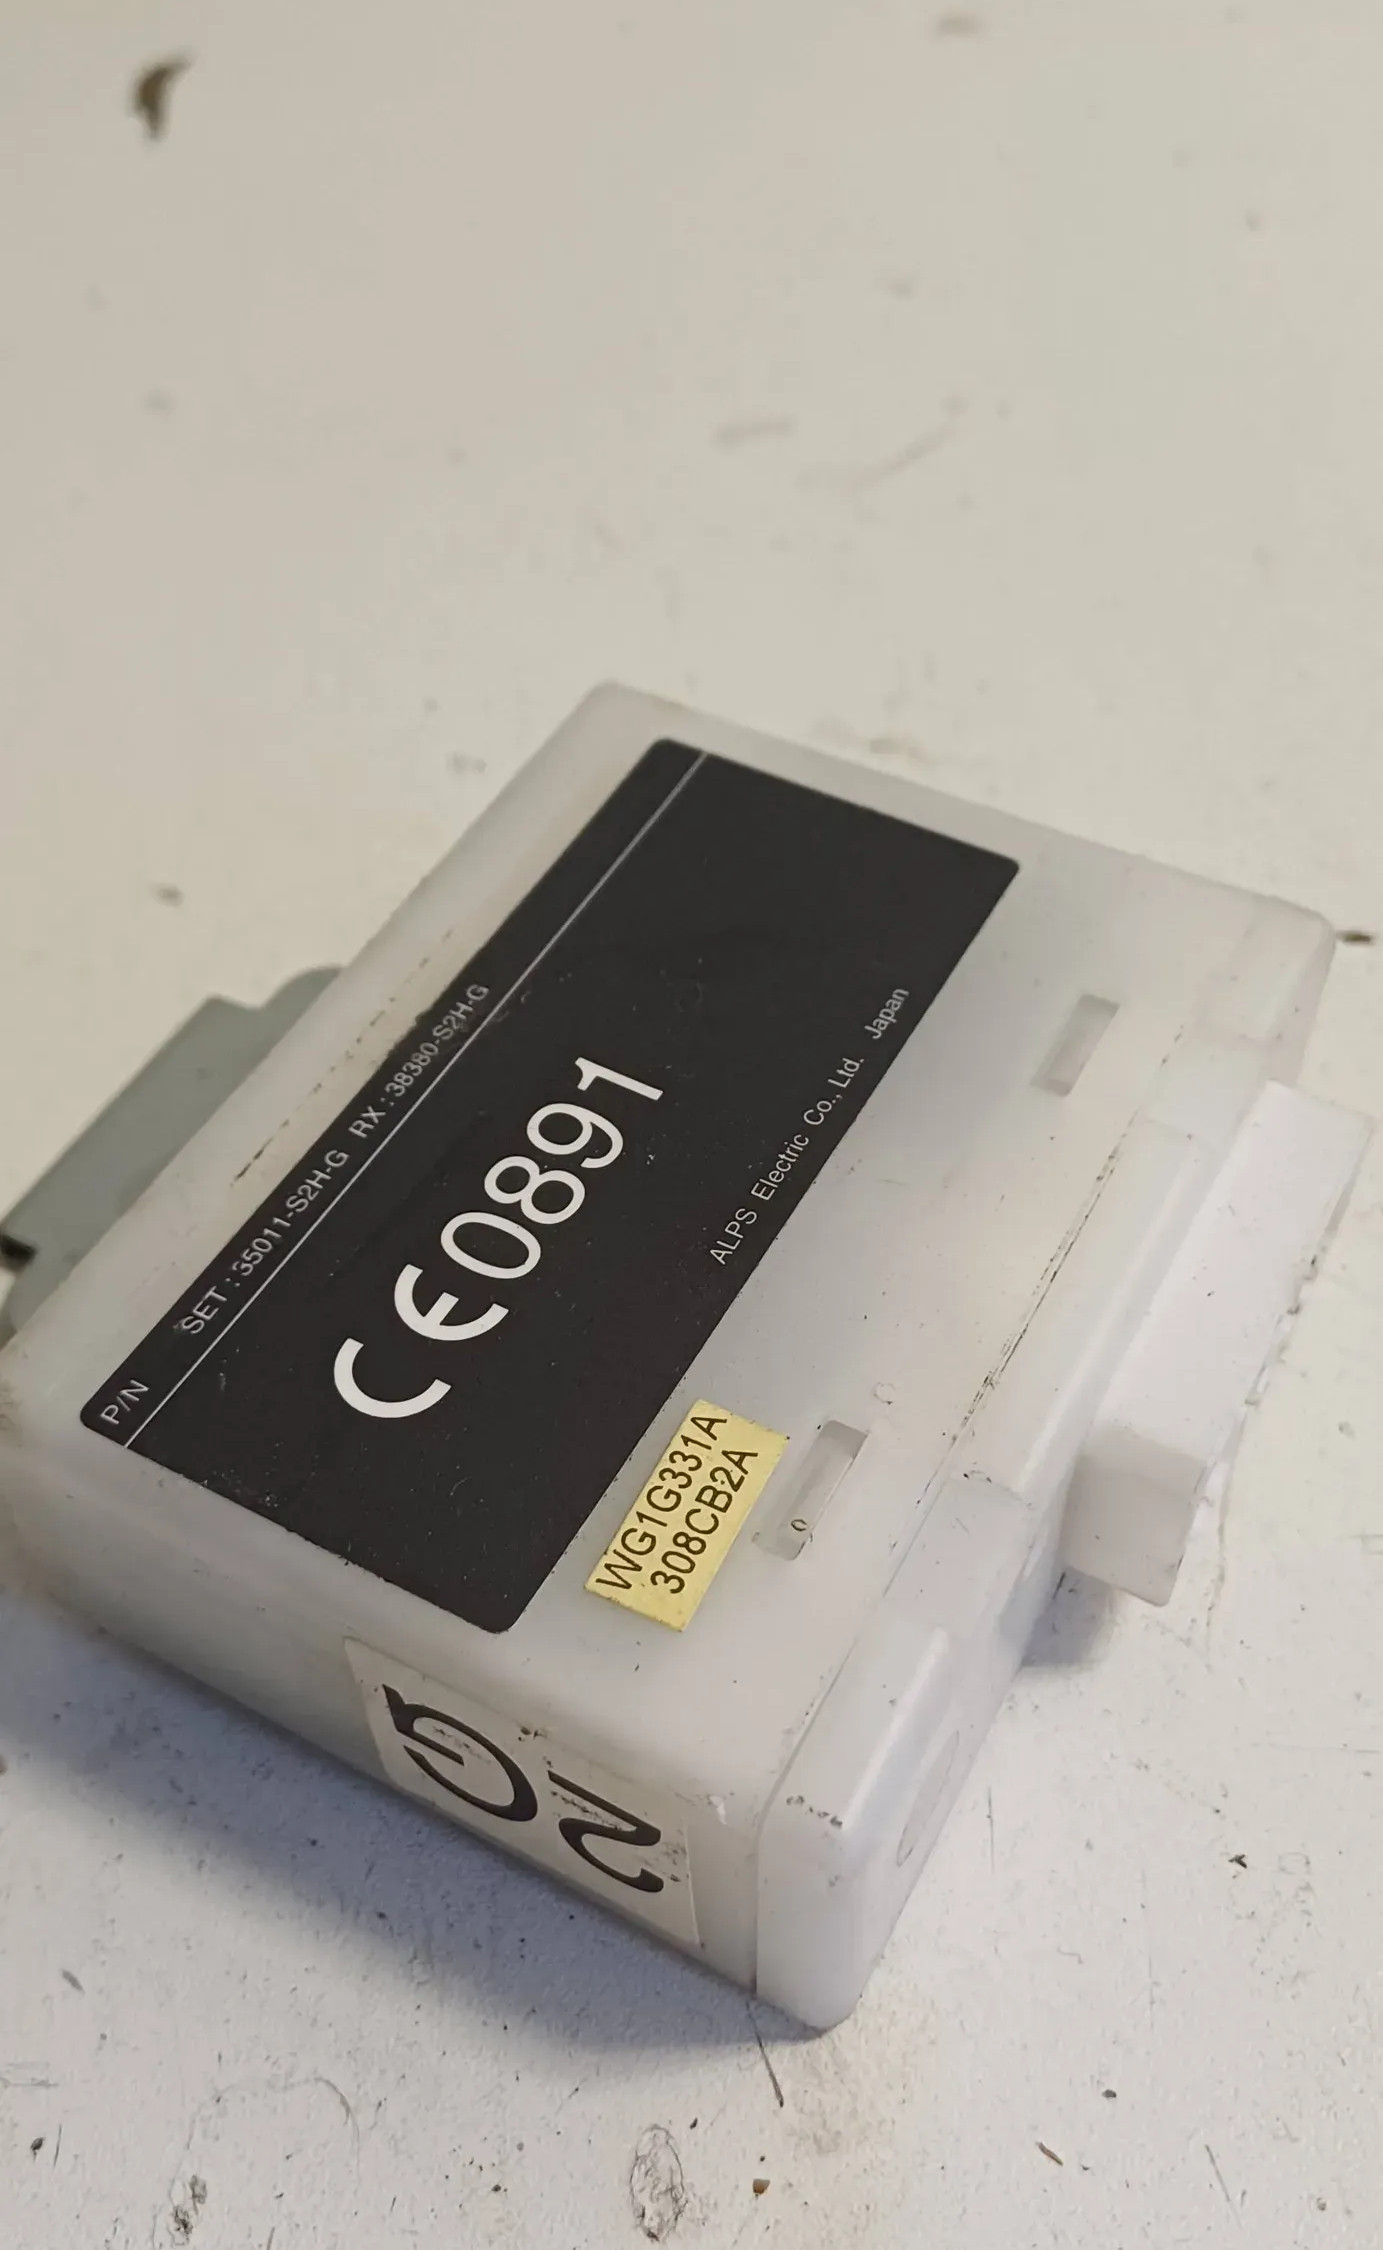 P/N SET : 35011-S2H-G RX : 38380-S2H-G
CE0891
ALPS Electric Co., Ltd. Japan
WG1G331A
308CB2A